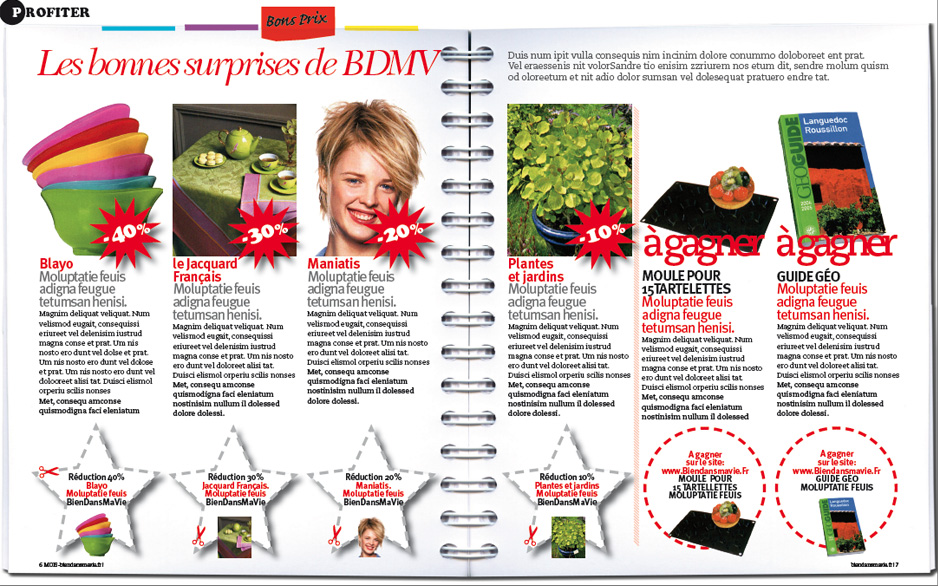 PROFITER
Bons Prix
Les bonnes surprises de BDMV
Duis num ipit vulla consequis nim incinim dolore conummo doloboreet ent prat.
Vel eraessenis nit volorSandre tio enisim zzriurem nos etum dit, sendre molum quism
od oloreetum et nit adio dolor sumsan vel dolesequat pratuero endre tat.
-40%
Blayo
Moluptatie feuis
adigna feugue
tetumsan henisi.
Magnim deliquat veliquat. Num
velismod eugait, consequissi
eriureet vel delenisim iustrud
magna conse et prat. Um nis
nosto ero dunt vel dolse et prat.
Um nis nosto ero dunt vel dolose
et prat. Um nis nosto ero dunt vel
doloreet alisi tat. Duisci elismol
orperiu scilis nonses
Met, consequ amconse
quismodigna faci eleniatum
-30%
le Jacquard
Français
Moluptatie feuis
adigna feugue
tetumsan henisi.
Magnim deliquat veliquat. Num
velismod eugait, consequissi
eriureet vel delenisim iustrud
magna conse et prat. Um nis nosto
ero dunt vel doloreet alisi tat.
Duisci elismol orperiu scilis nonses
Met, consequ amconse
quismodigna faci eleniatum
nostinisim nullum il dolessed
dolore dolessi.
-20%
Maniatis
Moluptatie feuis
adigna feugue
tetumsan henisi.
Magnim deliquat veliquat. Num
velismod eugait, consequissi
eriureet vel delenisim iustrud
magna conse et prat. Um nis nosto
ero dunt vel doloreet alisi tat.
Duisci elismol orperiu scilis nonses
Met, consequ amconse
quismodigna faci eleniatum
nostinisim nullum il dolessed
dolore dolessi.
-10%
Plantes
et jardins
Moluptatie feuis
adigna feugue
tetumsan henisi.
Magnim deliquat veliquat. Num
velismod eugait, consequissi
eriureet vel delenisim iustrud
magna conse et prat. Um nis nosto
ero dunt vel doloreet alisi tat.
Duisci elismol orperiu scilis nonses
Met, consequ amconse
quismodigna faci eleniatum
nostinisim nullum il dolessed
dolore dolessi.
à gagner
MOULE POUR
15 TARTELETTES
Moluptatie feuis
adigna feugue
tetumsan henisi.
Magnim deliquat veliquat. Num
velismod eugait, consequissi
eriureet vel delenisim iustrud
magna conse et prat. Um nis nosto
ero dunt vel doloreet alisi tat.
Duisci elismol orperiu scilis nonses
Met, consequ amconse
quismodigna faci eleniatum
nostinisim nullum il dolessed
GEOGUIDE
Languedoc
Roussillon
à gagner
GUIDE GÉO
Moluptatie feuis
adigna feugue
tetumsan henisi.
Magnim deliquat veliquat. Num
velismod eugait, consequissi
eriureet vel delenisim iustrud
magna conse et prat. Um nis nosto
ero dunt vel doloreet alisi tat.
Duisci elismol orperiu scilis nonses
Met, consequ amconse
quismodigna faci eleniatum
nostinisim nullum il dolessed
dolore dolessi.
Réduction 40%
Blayo
Moluptatie feuis
BienDansMaVie
Réduction 30%
Jacquard Français.
Moluptatie feuis
BienDansMaVie
Réduction 20%
Maniatis.
Moluptatie feuis
BienDansMaVie
Réduction 10%
Plantes et jardins
Moluptatie feuis
BienDansMaVie
A gagner
sur le site:
www.Biendansmavie.Fr
MOULE POUR
15 TARTELETTES
MOLUPTATIE FEUIS
A gagner
sur le site:
www.Biendansmavie.Fr
GUIDE GEO
MOLUPTATIE FEUIS